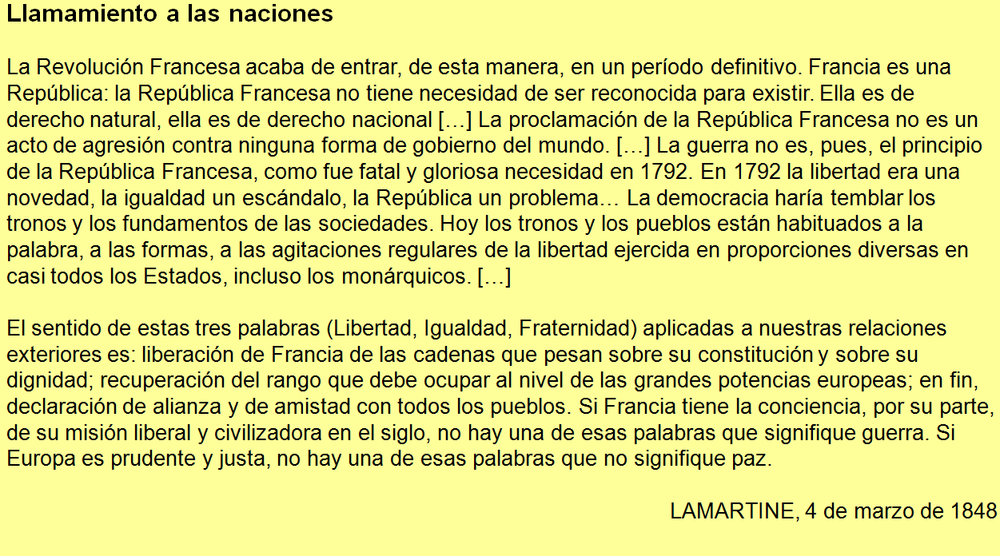 Llamamiento a las naciones
La Revolución Francesa acaba de entrar, de esta manera, en un período definitivo. Francia es una
República: la República Francesa no tiene necesidad de ser reconocida para existir. Ella es de
derecho natural, ella es de derecho nacional […] La proclamación de la República Francesa no es un
acto de agresión contra ninguna forma de gobierno del mundo. […] La guerra no es, pues, el principio
de la República Francesa, como fue fatal y gloriosa necesidad en 1792. En 1792 la libertad era una
novedad, la igualdad un escándalo, la República un problema… La democracia haría temblar los
tronos y los fundamentos de las sociedades. Hoy los tronos y los pueblos están habituados a la
palabra, a las formas, a las agitaciones regulares de la libertad ejercida en proporciones diversas en
casi todos los Estados, incluso los monárquicos. […]
El sentido de estas tres palabras (Libertad, Igualdad, Fraternidad) aplicadas a nuestras relaciones
exteriores es: liberación de Francia de las cadenas que pesan sobre su constitución y sobre su
dignidad; recuperación del rango que debe ocupar al nivel de las grandes potencias europeas; en fin,
declaración de alianza y de amistad con todos los pueblos. Si Francia tiene la conciencia, por su parte,
de su misión liberal y civilizadora en el siglo, no hay una de esas palabras que signifique guerra. Si
Europa es prudente y justa, no hay una de esas palabras que no signifique paz.
LAMARTINE, 4 de marzo de 1848